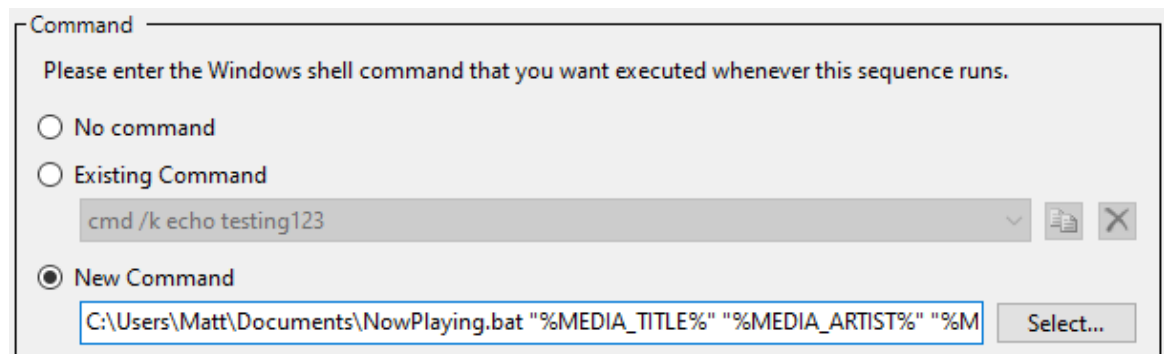 Command
Please enter the Windows shell command that you want executed whenever this sequence runs.
No command
Existing Command
cmd /k echo testing123
New Command
C:\Users\Matt\Documents\NowPlaying.bat "%MEDIA_TITLE%" "%MEDIA_ARTIST%" "%M
Select...